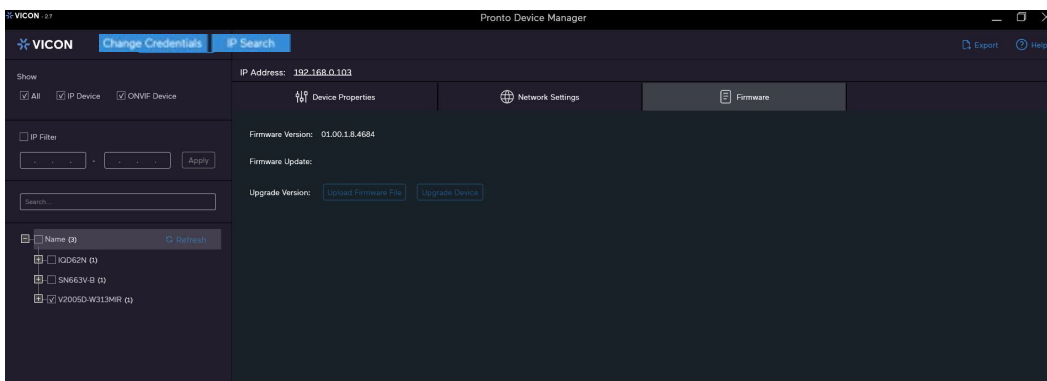 VICON - 2.7
Pronto Device Manager
VICON
Change Credentials
IP Search
Export
Help
Show
All
IP Device
ONVIF Device
IP Address: 192.168.0.103
Device Properties
Network Settings
Firmware
IP Filter
. . . - . . .
Apply
Firmware Version: 01.00.1.8.4684
Firmware Update:
Upgrade Version:
Upload Firmware File
Upgrade Device
Search...
Name (3)
Refresh
IQD62N (1)
SN663V-B (1)
V2005D-W313MIR (1)